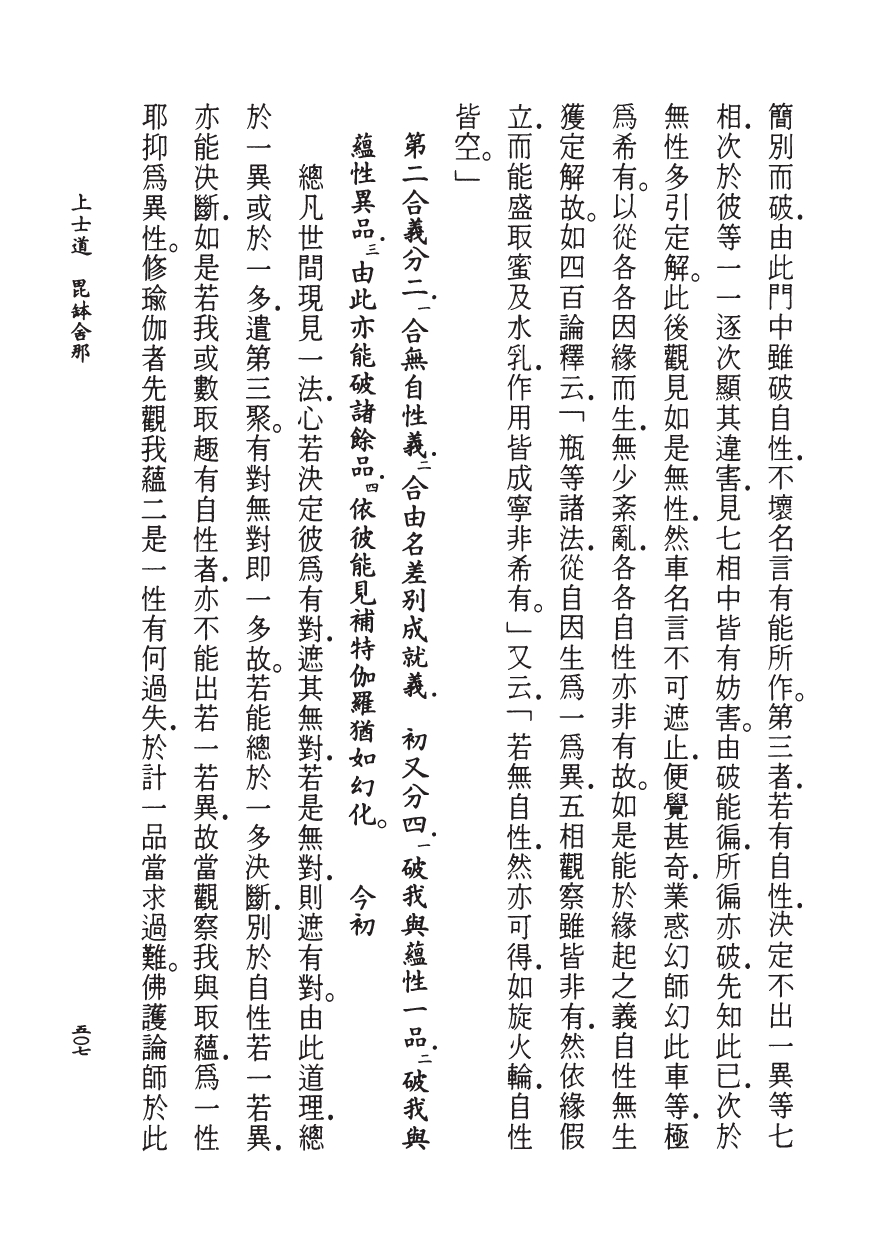 簡別而破．由此門中雖破自性．不壞名言有能所作。第三者．若有自性．決定不出一異等七
相．次於彼等一一逐次顯其違害．見七相中皆有妨害。由破能徧．所徧亦破．先知此已．次於
無性多引定解。此後觀見如是無性．然車名言不可遮止．便覺甚奇．業惑幻師幻此車等．極
爲希有。以從各各因緣而生．無少紊亂．各各自性亦非有故。如是能於緣起之義自性無生
獲定解故。如四百論釋云．「瓶等諸法．從自因生爲一爲異．五相觀察雖皆非有．然依緣假
立．而能盛取蜜及水乳．作用皆成寧非希有。」又云．「若無自性．然亦可得．如旋火輪．自性
皆空。」
第二合義分二．一合無自性義．二合由名差別成就義．　初又分四．一破我與蘊性一品．二破我與
蘊性異品．三由此亦能破諸餘品．四依彼能見補特伽羅猶如幻化。　今初
總凡世間現見一法．心若決定彼爲有對．遮其無對．若是無對．則遮有對。由此道理．總
於一異或於一多．遣第三聚。有對無對即一多故。若能總於一多決斷．別於自性若一若異．
亦能決斷．如是若我或數取趣有自性者．亦不能出若一若異．故當觀察我與取蘊．爲一性
耶抑爲異性。修瑜伽者先觀我蘊二是一性有何過失．於計一品當求過難。佛護論師於此
上士道　毘鉢舍那
五〇七